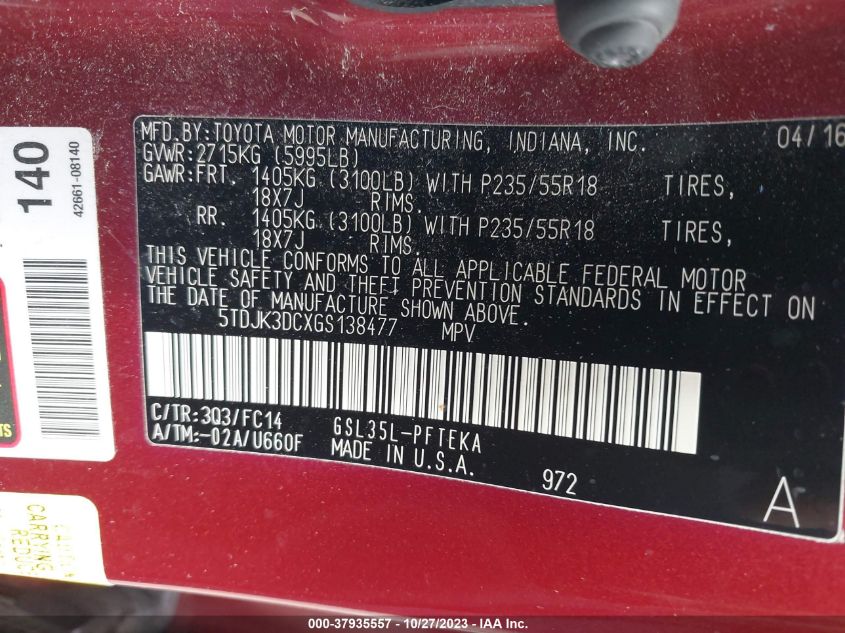 140
42661-08140
MFD.BY:TOYOTA MOTOR MANUFACTURING, INDIANA, INC. 04/16
GVWR:2715KG (5995LB)
GAWR:FRT. 1405KG (3100LB) WITH P235/55R18 TIRES,
18X7J RIMS.
RR. 1405KG (3100LB) WITH P235/55R18 TIRES,
18X7J RIMS.
THIS VEHICLE CONFORMS TO ALL APPLICABLE FEDERAL MOTOR
VEHICLE SAFETY AND THEFT PREVENTION STANDARDS IN EFFECT ON
THE DATE OF MANUFACTURE SHOWN ABOVE.
5TDJK3DCXGS138477 MPV
C/TR:3Q3/FC14 GSL35L-PFTEKA
A/TM:-02A/U660F MADE IN U.S.A.
972
A
CARRYING
REDUC
000-37935557 - 10/27/2023 - IAA Inc.